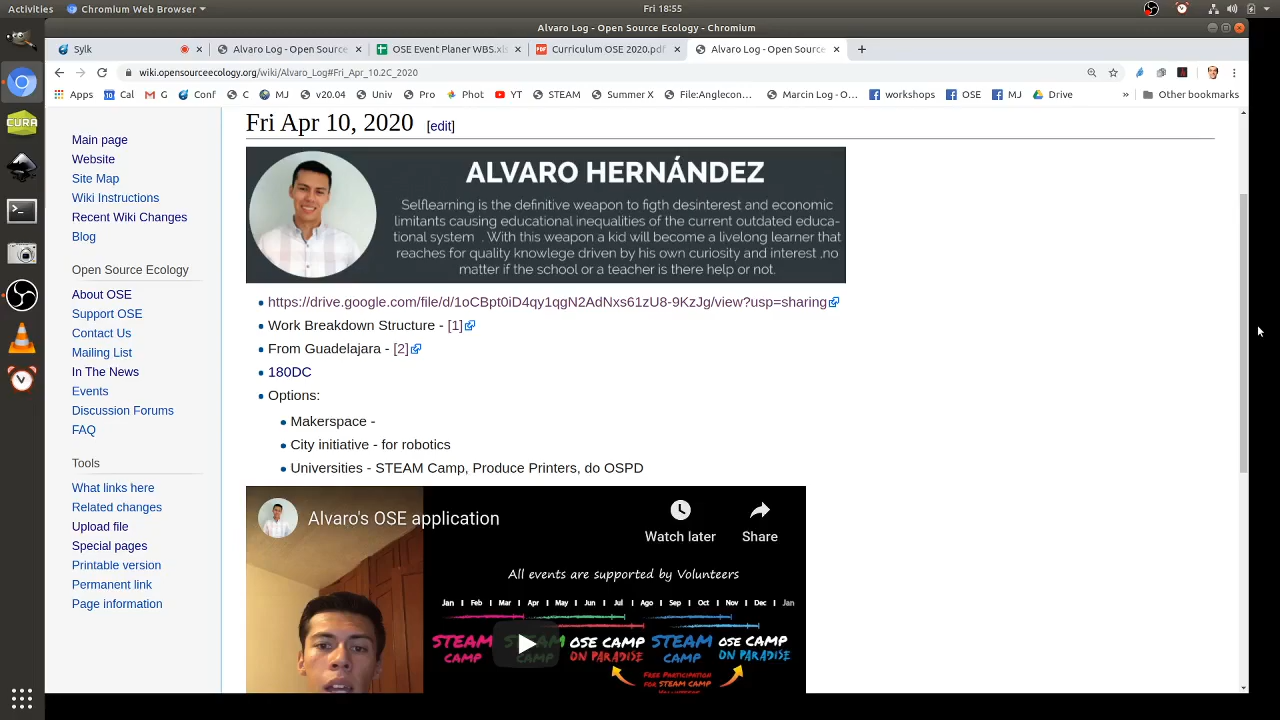 Activities
Chromium Web Browser
Fri 18:55
Alvaro Log - Open Source Ecology - Chromium
Sylk
Alvaro Log - Open Source
OSE Event Planer WBS.xls
Curriculum OSE 2020.pdf
Alvaro Log - Open Source
wiki.opensourceecology.org/wiki/Alvaro_Log#Fri_Apr_10.2C_2020
Apps
Cal
G
Conf
C
MJ
v20.04
Univ
Pro
Phot
YT
STEAM
Summer X
File:Anglecon...
Marcin Log - O...
workshops
OSE
MJ
Drive
»
Other bookmarks
Main page
Website
Site Map
Wiki Instructions
Recent Wiki Changes
Blog
Open Source Ecology
About OSE
Support OSE
Contact Us
Mailing List
In The News
Events
Discussion Forums
FAQ
Tools
What links here
Related changes
Upload file
Special pages
Printable version
Permanent link
Page information
Fri Apr 10, 2020 [edit]
ALVARO HERNÁNDEZ
Selflearning is the definitive weapon to figth desinterest and economic
limitants causing educational inequalities of the current outdated educa-
tional system . With this weapon a kid will become a livelong learner that
reaches for quality knowlege driven by his own curiosity and interest ,no
matter if the school or a teacher is there help or not.
https://drive.google.com/file/d/1oCBpt0iD4qy1qgN2AdNxs61zU8-9KzJg/view?usp=sharing
Work Breakdown Structure - [1]
From Guadelajara - [2]
180DC
Options:
Makerspace -
City initiative - for robotics
Universities - STEAM Camp, Produce Printers, do OSPD
Alvaro's OSE application
Watch later
Share
All events are supported by Volunteers
Jan Feb Mar Apr May Jun Jul Ago Sep Oct Nov Dec Jan
STEAM CAMP
STEAM CAMP
OSE CAMP ON PARADISE
STEAM CAMP
OSE CAMP ON PARADISE
Free Participation
for STEAM CAMP
CURA